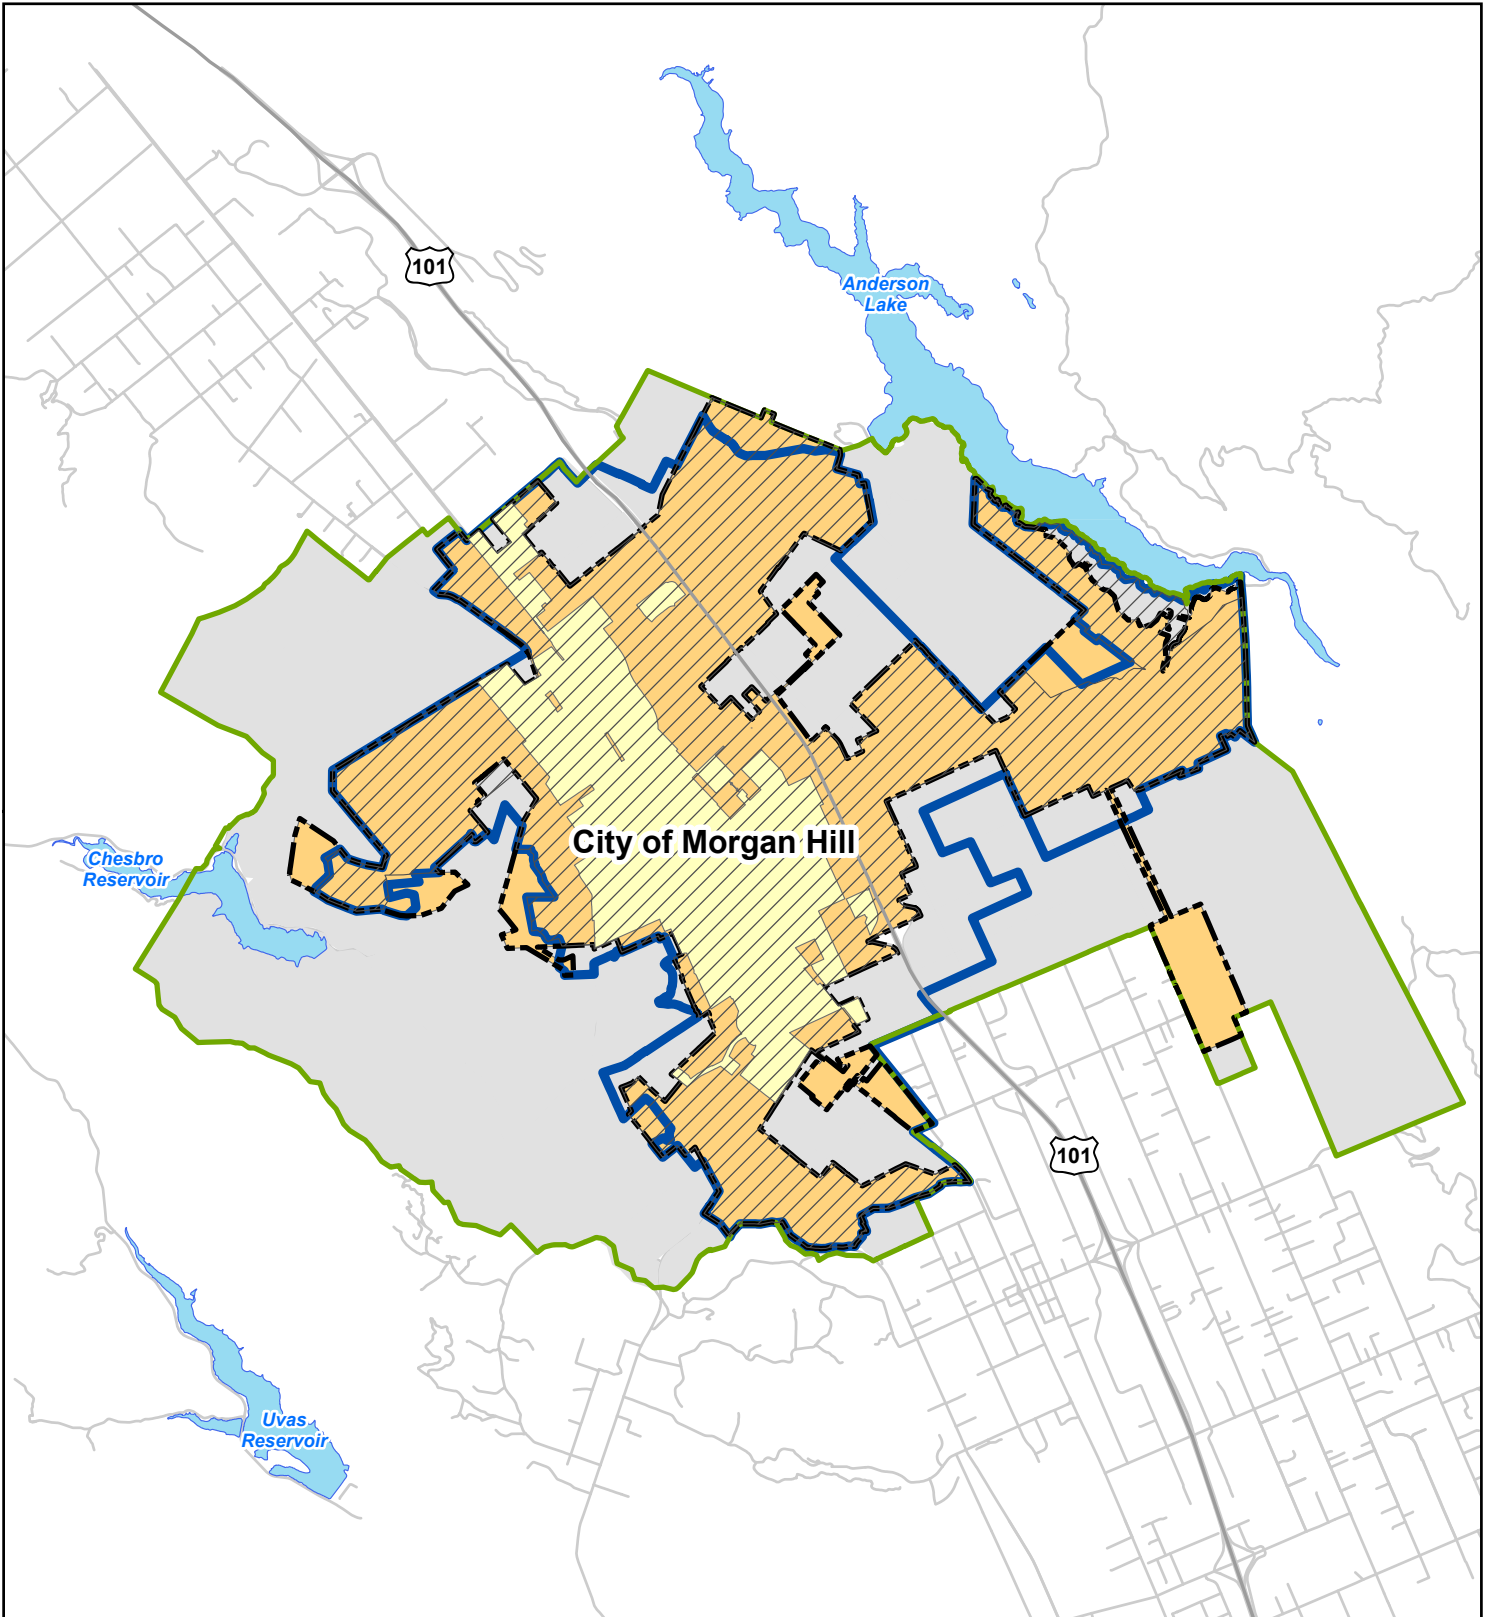 101
Anderson
Lake
City of Morgan Hill
Chesbro
Reservoir
101
Uvas
Reservoir